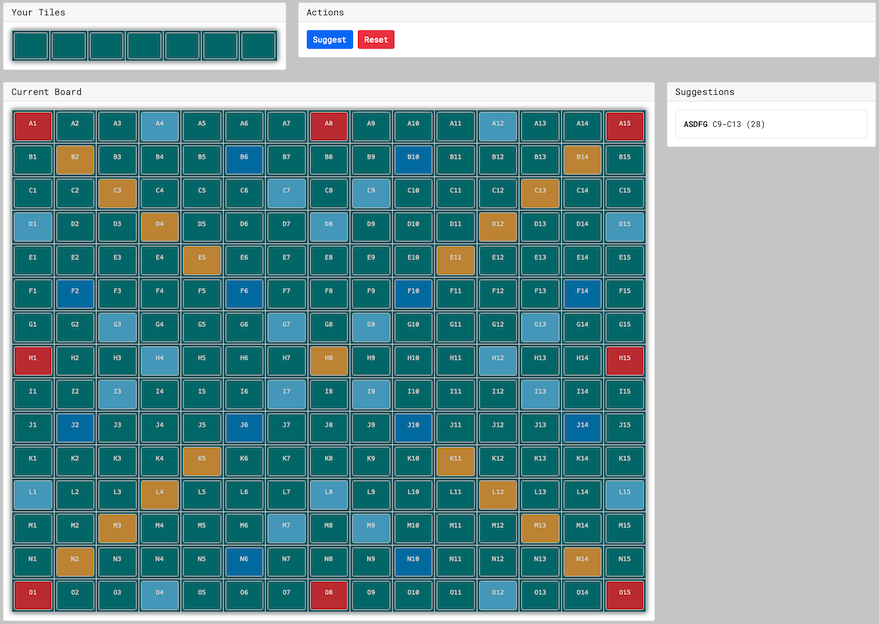 Your Tiles
Actions
Suggest Reset
Current Board
Suggestions
ASDFG C9-C13 (28)
A1 A2 A3 A4 A5 A6 A7 A8 A9 A10 A11 A12 A13 A14 A15
B1 B2 B3 B4 B5 B6 B7 B8 B9 B10 B11 B12 B13 B14 B15
C1 C2 C3 C4 C5 C6 C7 C8 C9 C10 C11 C12 C13 C14 C15
D1 D2 D3 D4 D5 D6 D7 D8 D9 D10 D11 D12 D13 D14 D15
E1 E2 E3 E4 E5 E6 E7 E8 E9 E10 E11 E12 E13 E14 E15
F1 F2 F3 F4 F5 F6 F7 F8 F9 F10 F11 F12 F13 F14 F15
G1 G2 G3 G4 G5 G6 G7 G8 G9 G10 G11 G12 G13 G14 G15
H1 H2 H3 H4 H5 H6 H7 H8 H9 H10 H11 H12 H13 H14 H15
I1 I2 I3 I4 I5 I6 I7 I8 I9 I10 I11 I12 I13 I14 I15
J1 J2 J3 J4 J5 J6 J7 J8 J9 J10 J11 J12 J13 J14 J15
K1 K2 K3 K4 K5 K6 K7 K8 K9 K10 K11 K12 K13 K14 K15
L1 L2 L3 L4 L5 L6 L7 L8 L9 L10 L11 L12 L13 L14 L15
M1 M2 M3 M4 M5 M6 M7 M8 M9 M10 M11 M12 M13 M14 M15
N1 N2 N3 N4 N5 N6 N7 N8 N9 N10 N11 N12 N13 N14 N15
O1 O2 O3 O4 O5 O6 O7 O8 O9 O10 O11 O12 O13 O14 O15